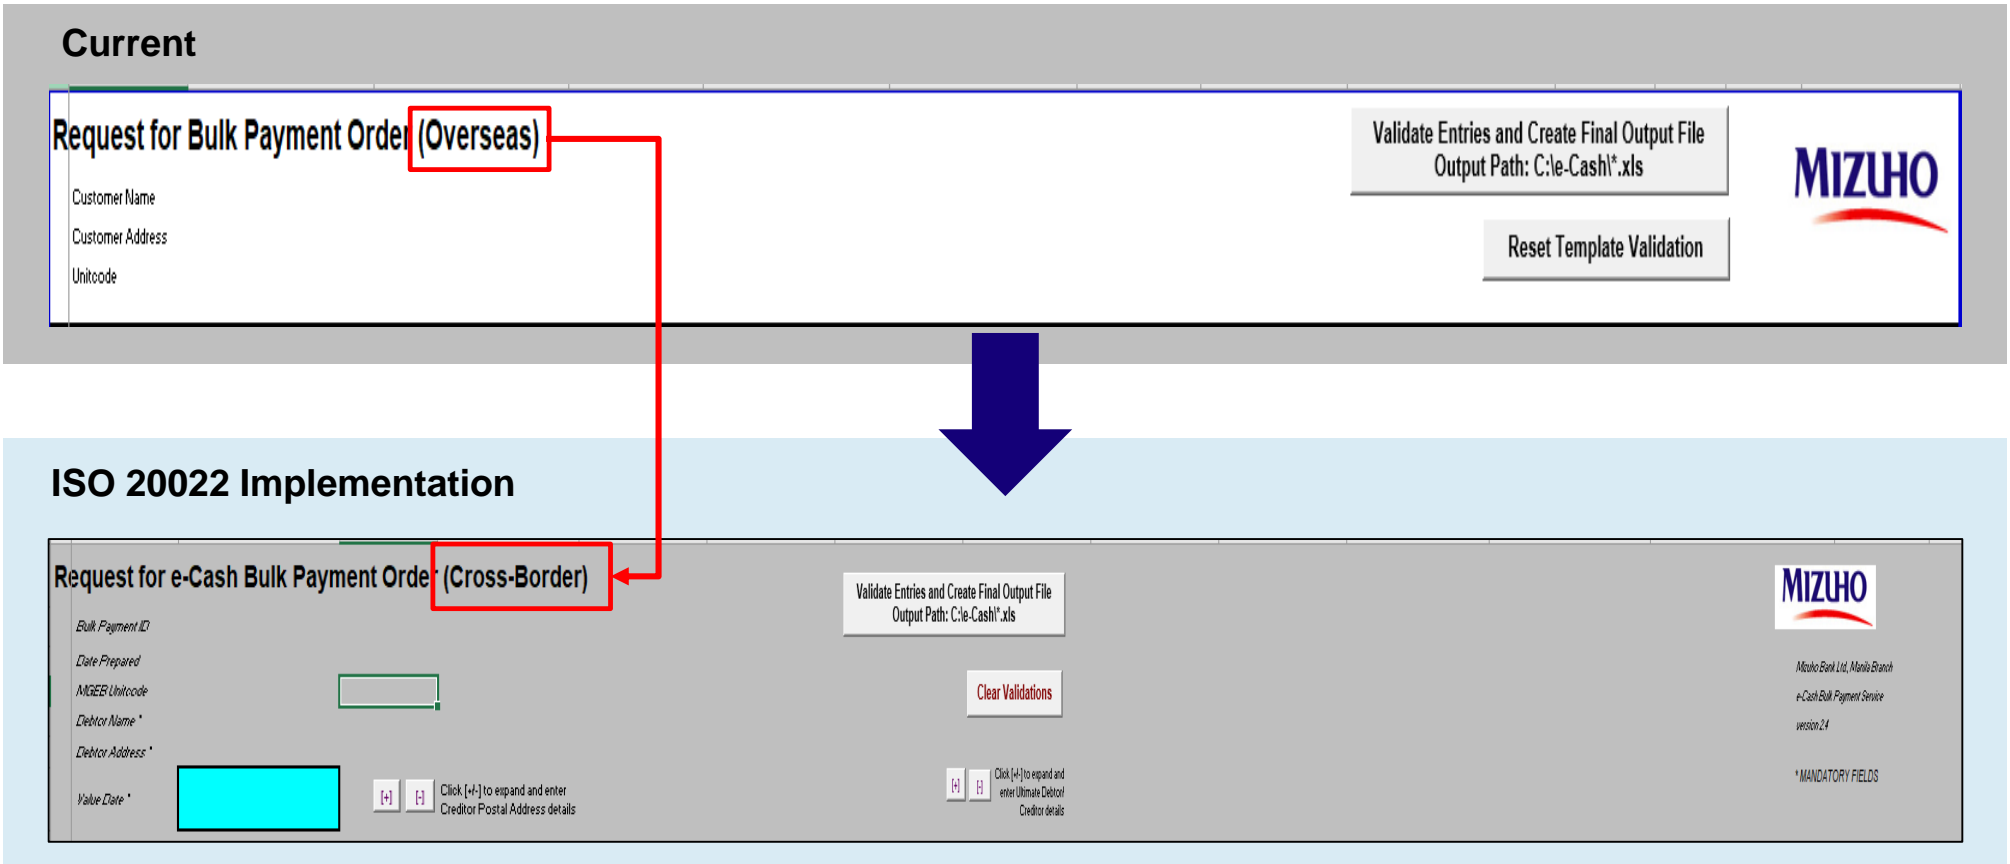 Current
Request for Bulk Payment Order (Overseas)
Customer Name
Customer Address
Unitcode
Validate Entries and Create Final Output File
Output Path: C:\e-Cash\*.xls
Reset Template Validation
MIZUHO
ISO 20022 Implementation
Request for e-Cash Bulk Payment Order (Cross-Border)
Bulk Payment ID
Date Prepared
MGEB Unitcode
Debtor Name *
Debtor Address *
Value Date *
[+] [-] Click [+/-] to expand and enter
Creditor Postal Address details
Validate Entries and Create Final Output File
Output Path: C:\e-Cash\*.xls
Clear Validations
[+] [-] Click [+/-] to expand and
enter Ultimate Debtor/
Creditor details
MIZUHO
Mizuho Bank Ltd, Manila Branch
e-Cash Bulk Payment Service
version 2.4
* MANDATORY FIELDS